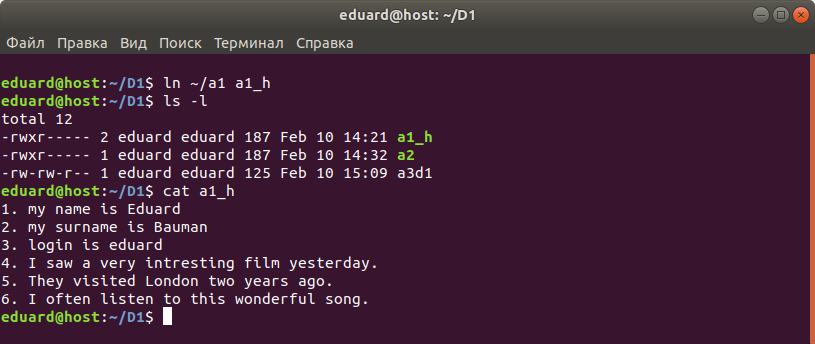 eduard@host: ~/D1
Файл Правка Вид Поиск Терминал Справка
eduard@host:~/D1$ ln ~/a1 a1_h
eduard@host:~/D1$ ls -l
total 12
-rwxr----- 2 eduard eduard 187 Feb 10 14:21 a1_h
-rwxr----- 1 eduard eduard 187 Feb 10 14:32 a2
-rw-rw-r-- 1 eduard eduard 125 Feb 10 15:09 a3d1
eduard@host:~/D1$ cat a1_h
1. my name is Eduard
2. my surname is Bauman
3. login is eduard
4. I saw a very intresting film yesterday.
5. They visited London two years ago.
6. I often listen to this wonderful song.
eduard@host:~/D1$